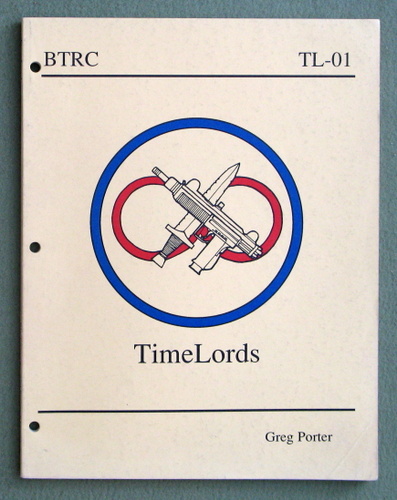 BTRC TL-01
TimeLords
Greg Porter